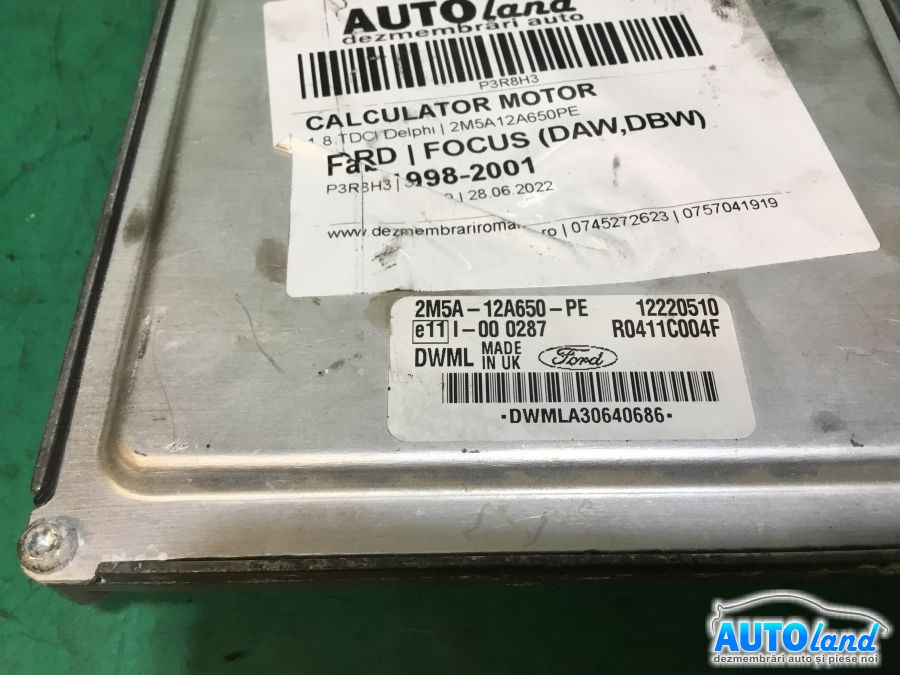 AUTOland
dezmembrări auto
P3R8H3
CALCULATOR MOTOR
1.8 TDCI Delphi | 2M5A12A650PE
FORD | FOCUS (DAW,DBW)
1998-2001
P3R8H3 | 28.06.2022
| 0745272623 | 0757041919
2M5A-12A650-PE 12220510
e11 I-00 0287 R0411C004F
DWML MADE IN UK Ford
·DWMLA30640686·
AUTOland
dezmembrări auto și piese noi